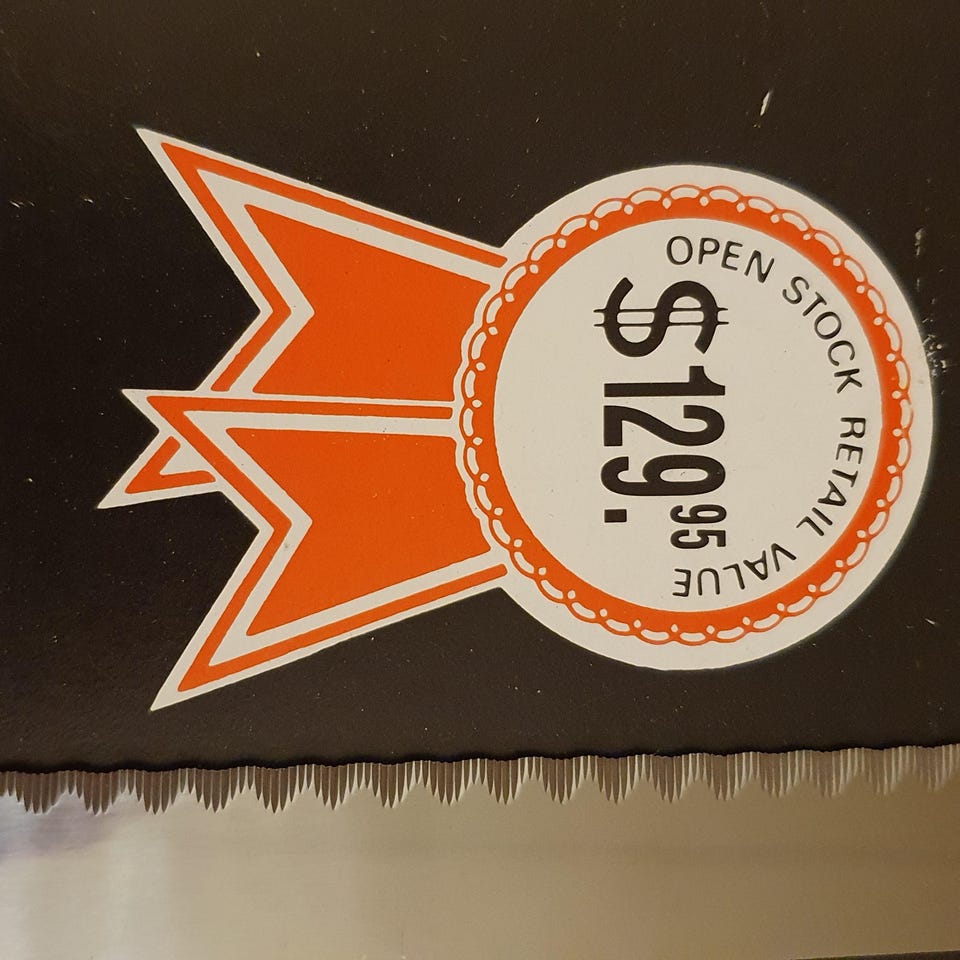 OPEN STOCK RETAIL VALUE
$129.95